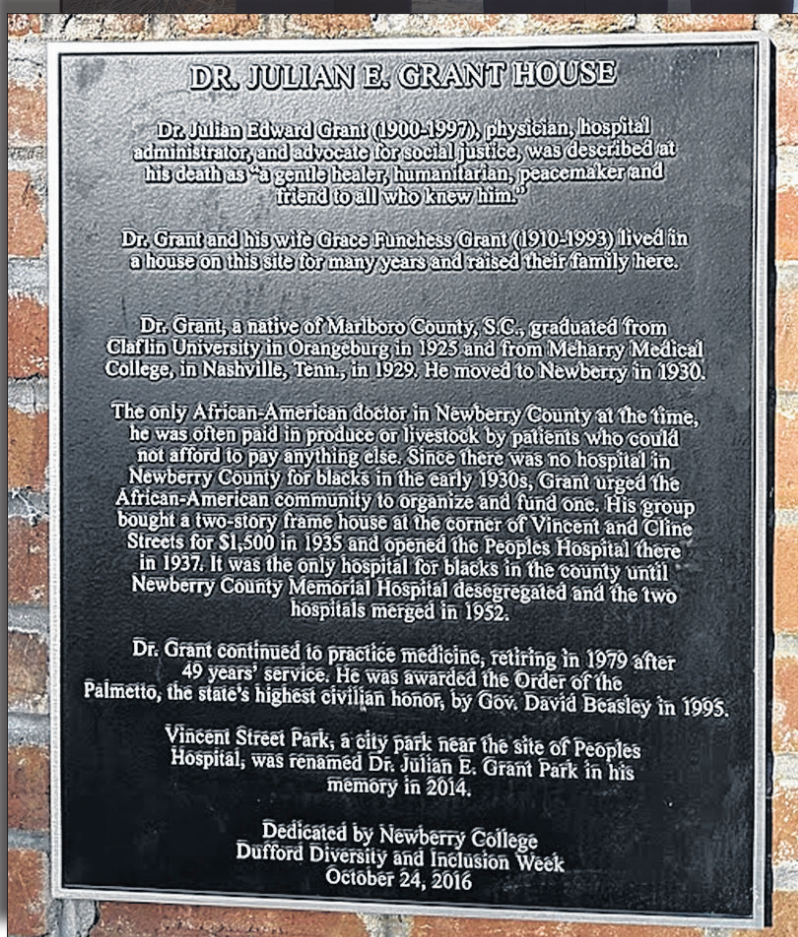 DR. JULIAN E. GRANT HOUSE
Dr. Julian Edward Grant (1900-1997), physician, hospital
administrator, and advocate for social justice, was described at
his death as "a gentle healer, humanitarian, peacemaker and
friend to all who knew him."
Dr. Grant and his wife Grace Funchess Grant (1910-1993) lived in
a house on this site for many years and raised their family here.
Dr. Grant, a native of Marlboro County, S.C., graduated from
Claflin University in Orangeburg in 1925 and from Meharry Medical
College, in Nashville, Tenn., in 1929. He moved to Newberry in 1930.
The only African-American doctor in Newberry County at the time,
he was often paid in produce or livestock by patients who could
not afford to pay anything else. Since there was no hospital in
Newberry County for blacks in the early 1930s, Grant urged the
African-American community to organize and fund one. His group
bought a two-story frame house at the corner of Vincent and Cline
Streets for $1,500 in 1935 and opened the Peoples Hospital there
in 1937. It was the only hospital for blacks in the county until
Newberry County Memorial Hospital desegregated and the two
hospitals merged in 1952.
Dr. Grant continued to practice medicine, retiring in 1979 after
49 years' service. He was awarded the Order of the
Palmetto, the state's highest civilian honor, by Gov. David Beasley in 1995.
Vincent Street Park, a city park near the site of Peoples
Hospital, was renamed Dr. Julian E. Grant Park in his
memory in 2014.
Dedicated by Newberry College
Dufford Diversity and Inclusion Week
October 24, 2016